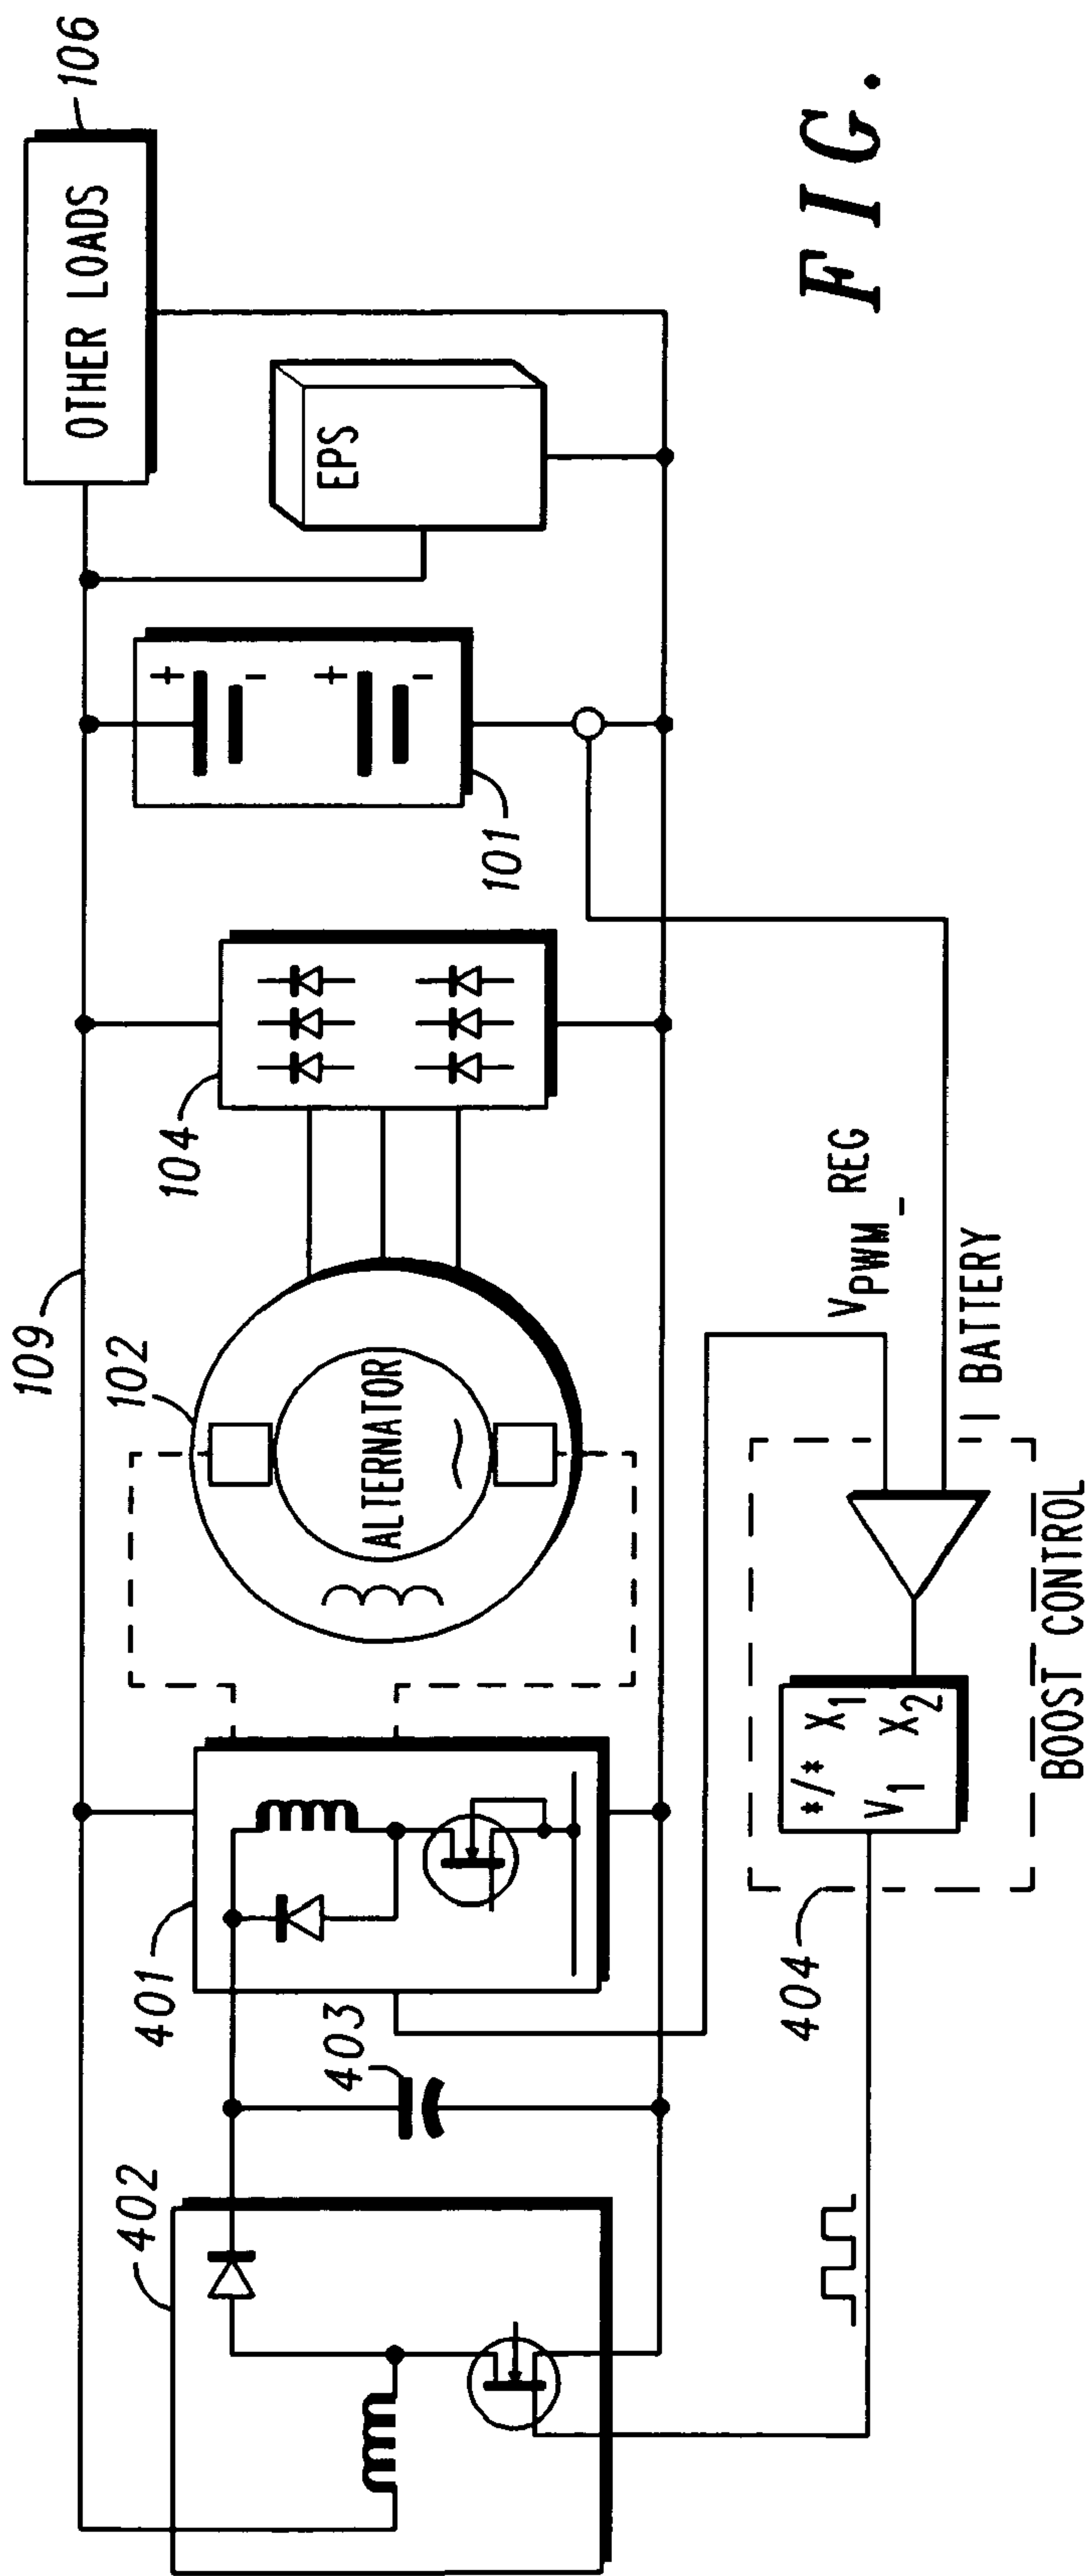 402
403
401
109
102
ALTERNATOR
104
101
+
-
+
-
EPS
OTHER LOADS
106
404
*/* X1
V1 X2
BOOST CONTROL
VPWM_REG
I BATTERY
FIG.